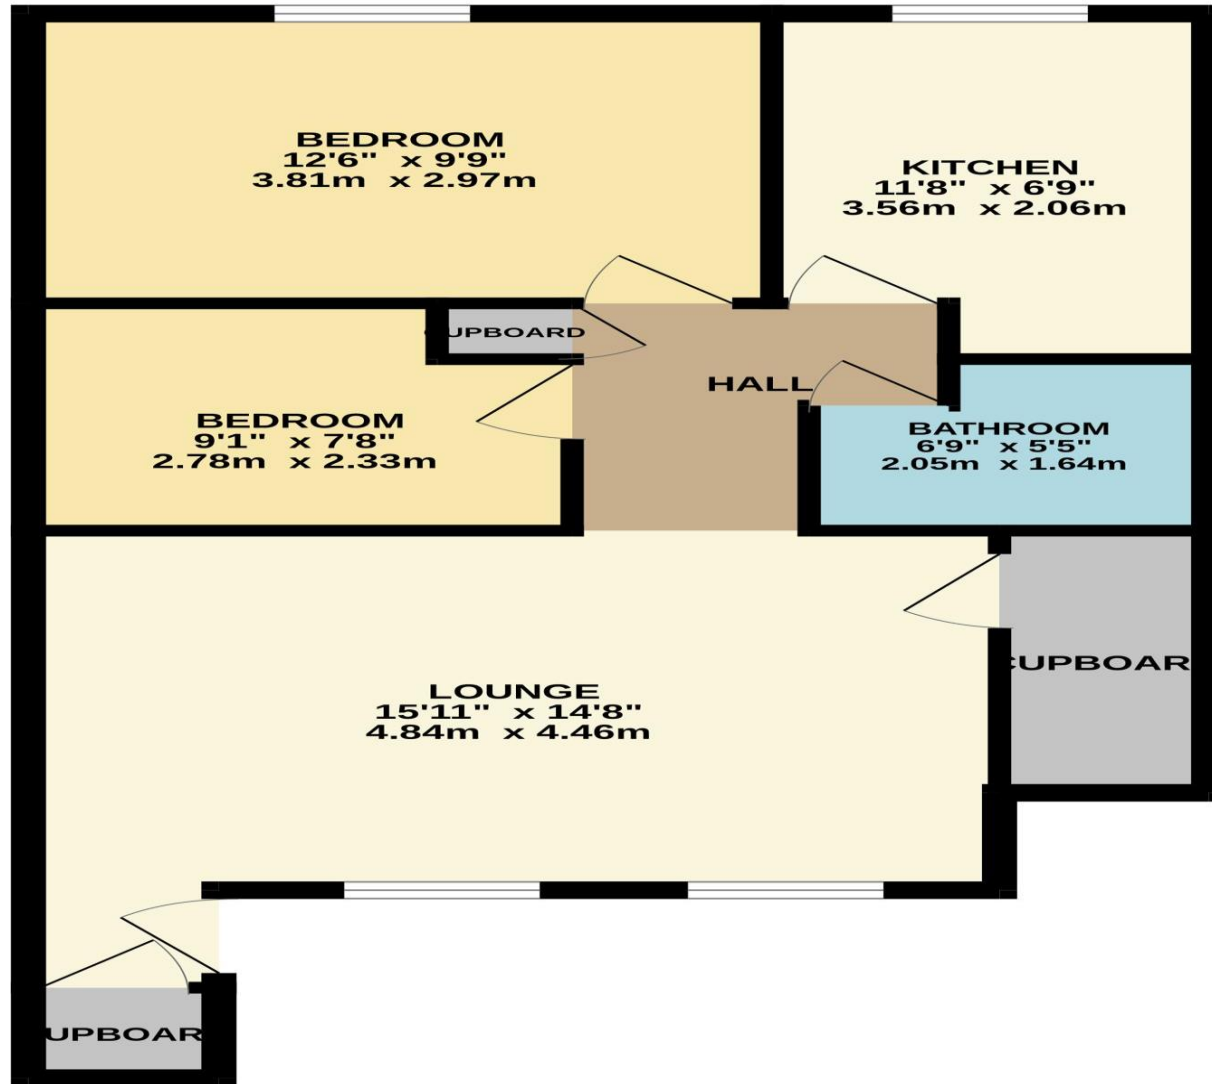 BEDROOM
12'6" x 9'9"
3.81m x 2.97m
KITCHEN
11'8" x 6'9"
3.56m x 2.06m
CUPBOARD
HALL
BEDROOM
9'1" x 7'8"
2.78m x 2.33m
BATHROOM
6'9" x 5'5"
2.05m x 1.64m
CUPBOAR
LOUNGE
15'11" x 14'8"
4.84m x 4.46m
UPBOAR